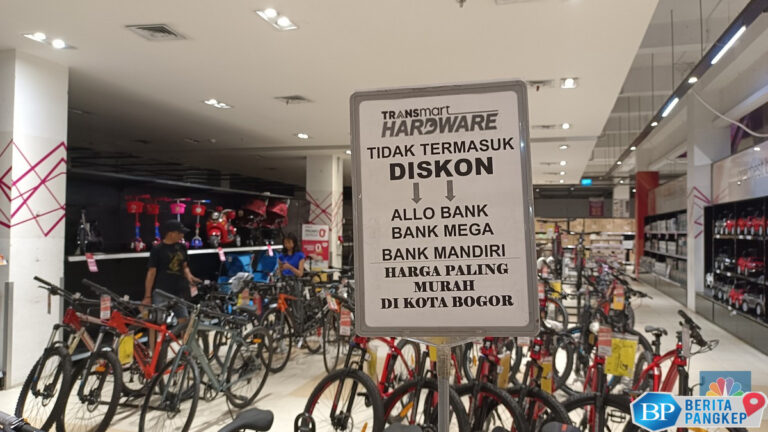 TRANSmart
HARDWARE
TIDAK TERMASUK
DISKON
ALLO BANK
BANK MEGA
BANK MANDIRI
HARGA PALING
MURAH
DI KOTA BOGOR
BP BERITA
PANGKEP